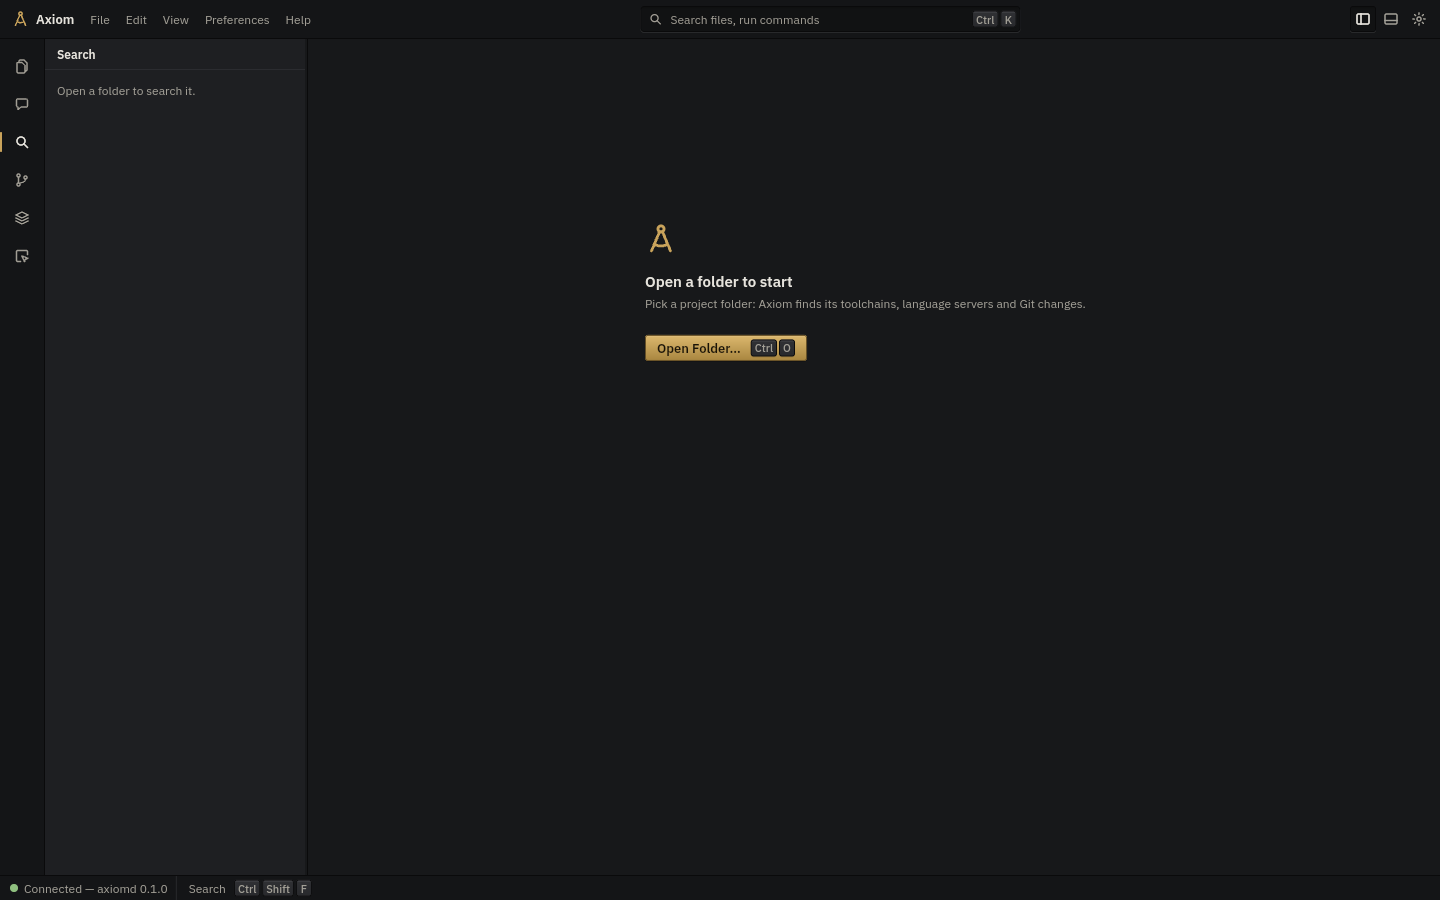 Axiom File Edit View Preferences Help
Search files, run commands Ctrl K
Search
Open a folder to search it.
Open a folder to start
Pick a project folder: Axiom finds its toolchains, language servers and Git changes.
Open Folder... Ctrl O
Connected — axiomd 0.1.0 Search Ctrl Shift F